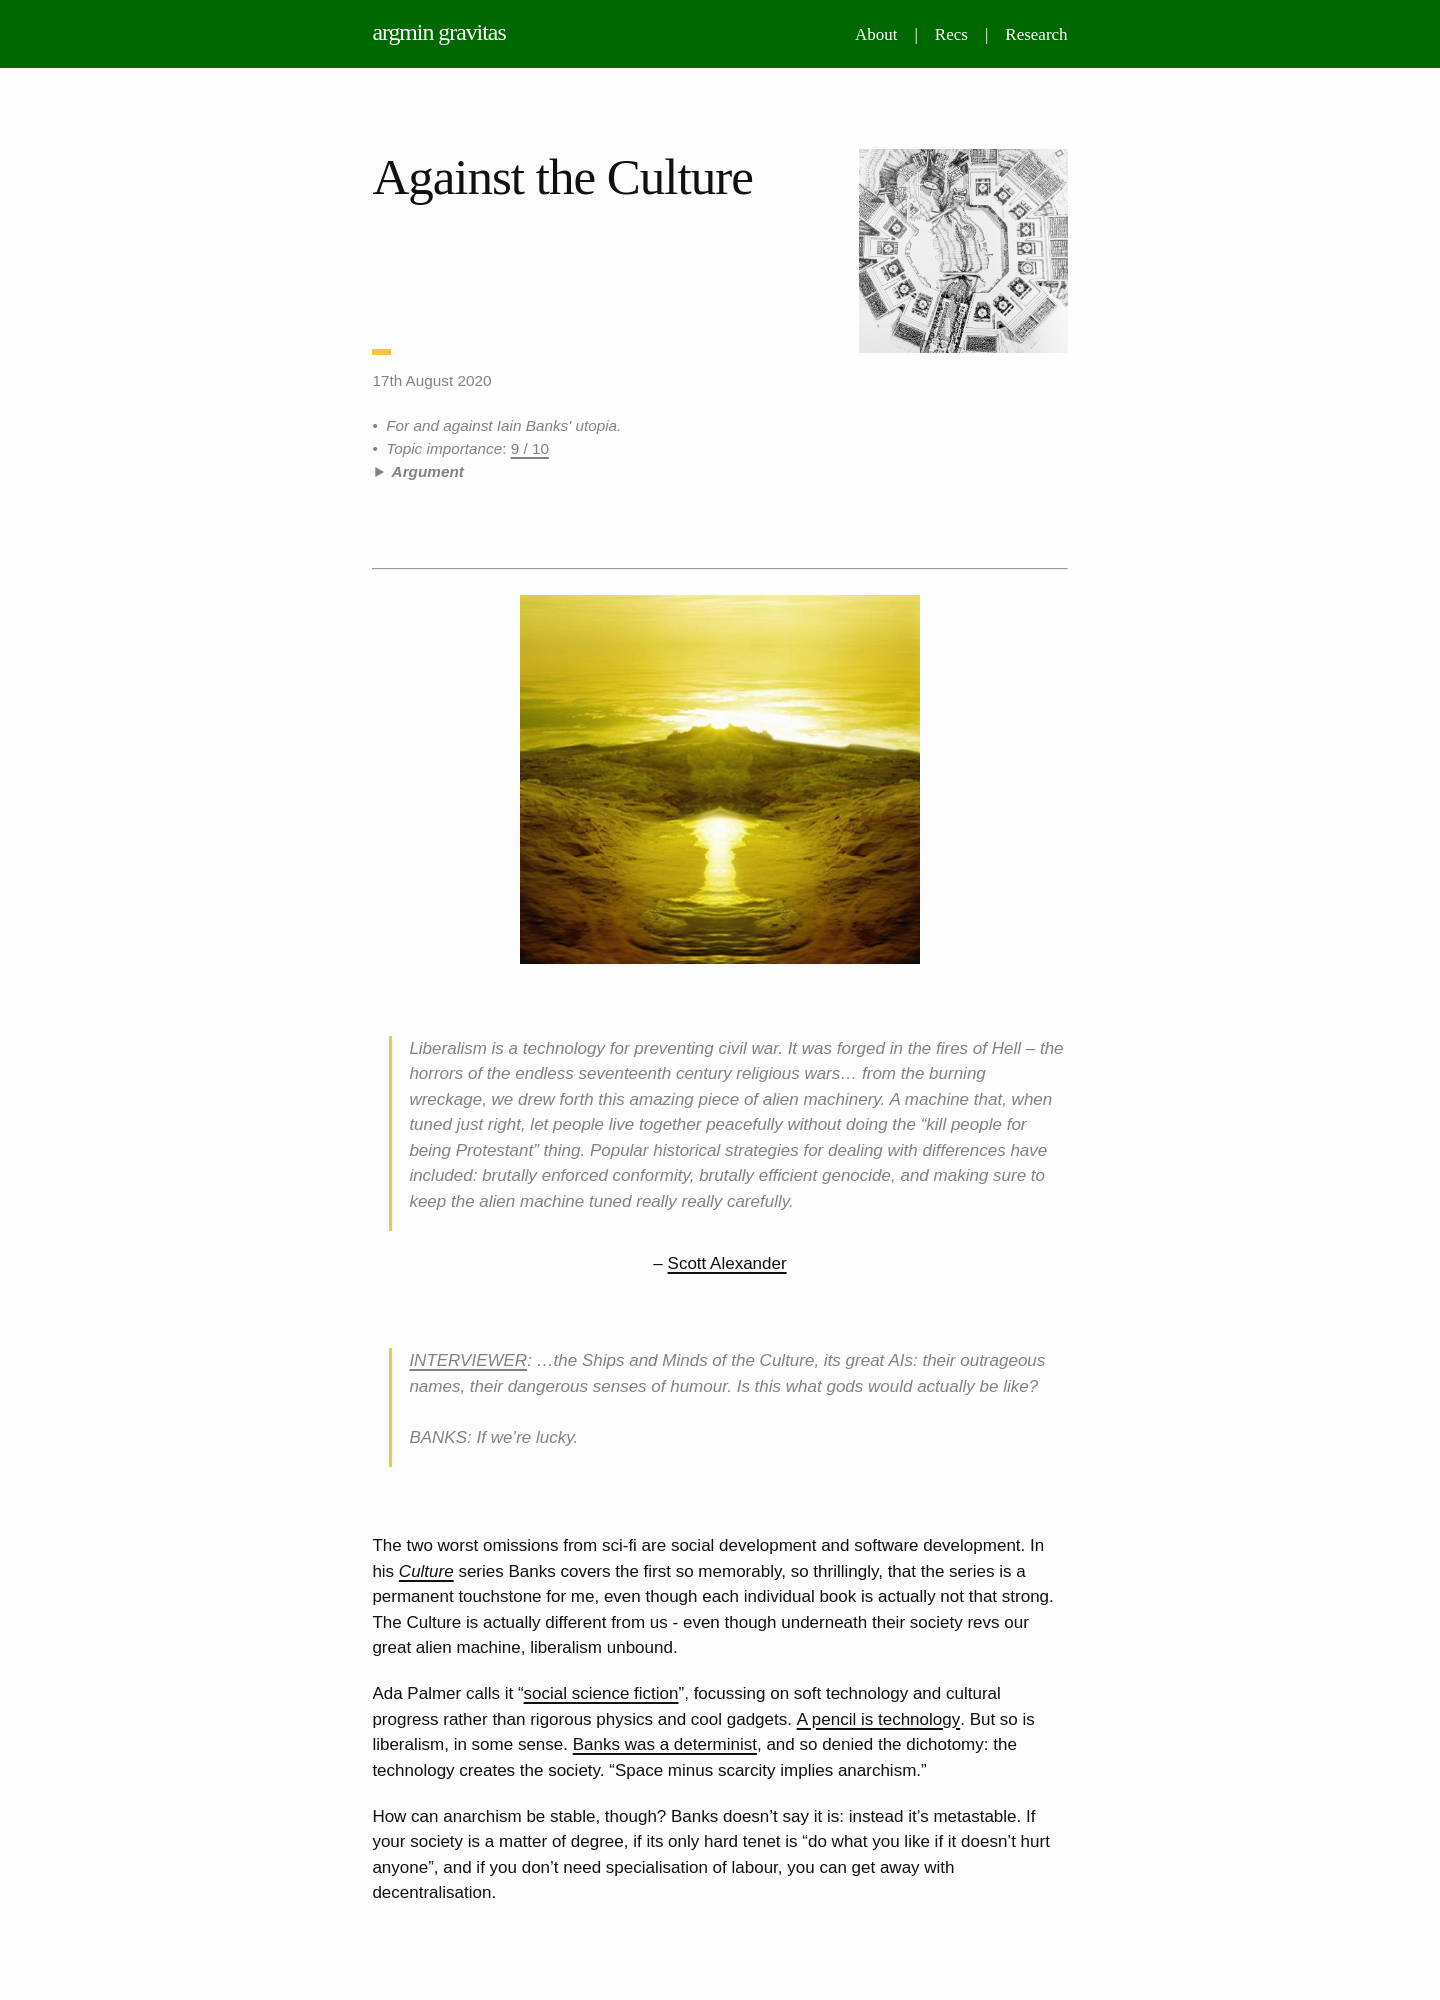 argmin gravitas
About | Recs | Research
Against the Culture
17th August 2020
• For and against Iain Banks' utopia.
• Topic importance: 9 / 10
▶ Argument
Liberalism is a technology for preventing civil war. It was forged in the fires of Hell – the
horrors of the endless seventeenth century religious wars… from the burning
wreckage, we drew forth this amazing piece of alien machinery. A machine that, when
tuned just right, let people live together peacefully without doing the “kill people for
being Protestant” thing. Popular historical strategies for dealing with differences have
included: brutally enforced conformity, brutally efficient genocide, and making sure to
keep the alien machine tuned really really carefully.
– Scott Alexander
INTERVIEWER: …the Ships and Minds of the Culture, its great AIs: their outrageous
names, their dangerous senses of humour. Is this what gods would actually be like?
BANKS: If we’re lucky.
The two worst omissions from sci-fi are social development and software development. In
his Culture series Banks covers the first so memorably, so thrillingly, that the series is a
permanent touchstone for me, even though each individual book is actually not that strong.
The Culture is actually different from us - even though underneath their society revs our
great alien machine, liberalism unbound.
Ada Palmer calls it “social science fiction”, focussing on soft technology and cultural
progress rather than rigorous physics and cool gadgets. A pencil is technology. But so is
liberalism, in some sense. Banks was a determinist, and so denied the dichotomy: the
technology creates the society. “Space minus scarcity implies anarchism.”
How can anarchism be stable, though? Banks doesn’t say it is: instead it’s metastable. If
your society is a matter of degree, if its only hard tenet is “do what you like if it doesn’t hurt
anyone”, and if you don’t need specialisation of labour, you can get away with
decentralisation.